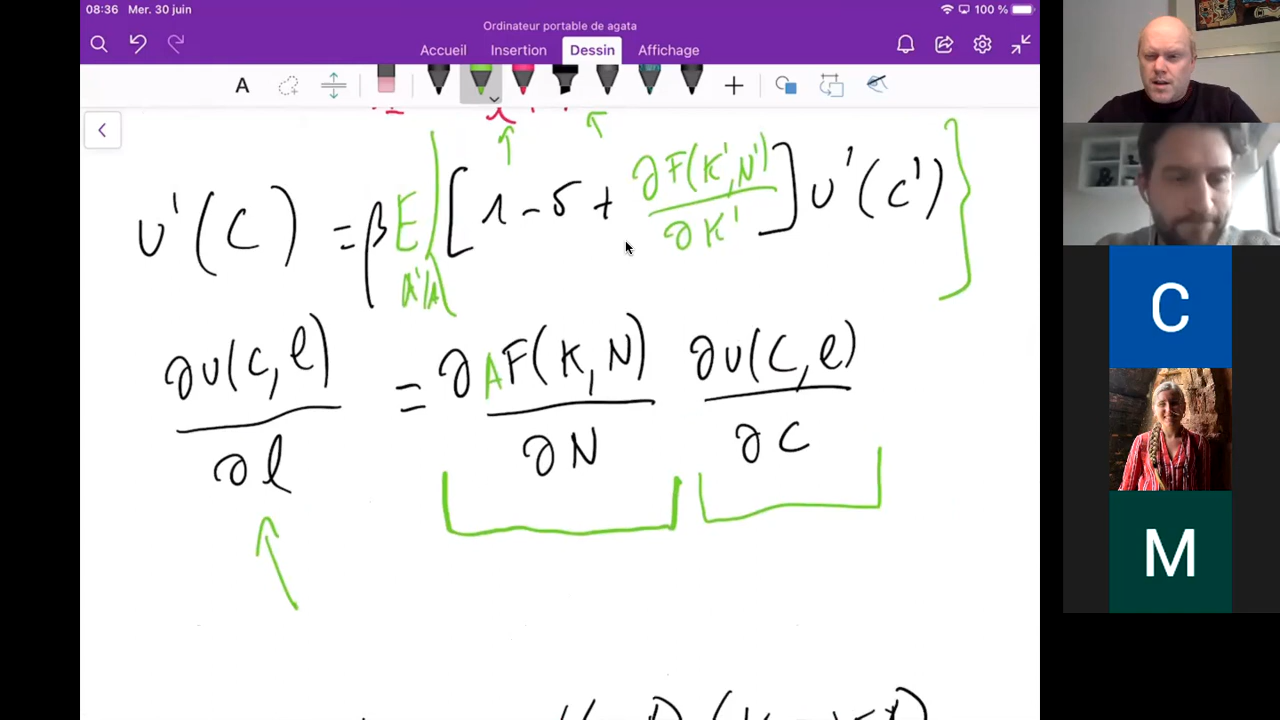 08:36 Mer. 30 juin
100 %
Ordinateur portable de agata
Accueil Insertion Dessin Affichage
A
U'(C) = βE{[1-δ+ ∂F(K',N')/∂K']U'(C')}
A'/A
∂U(C,l)/∂l = ∂AF(K,N)/∂N ∂U(C,l)/∂C
C
M